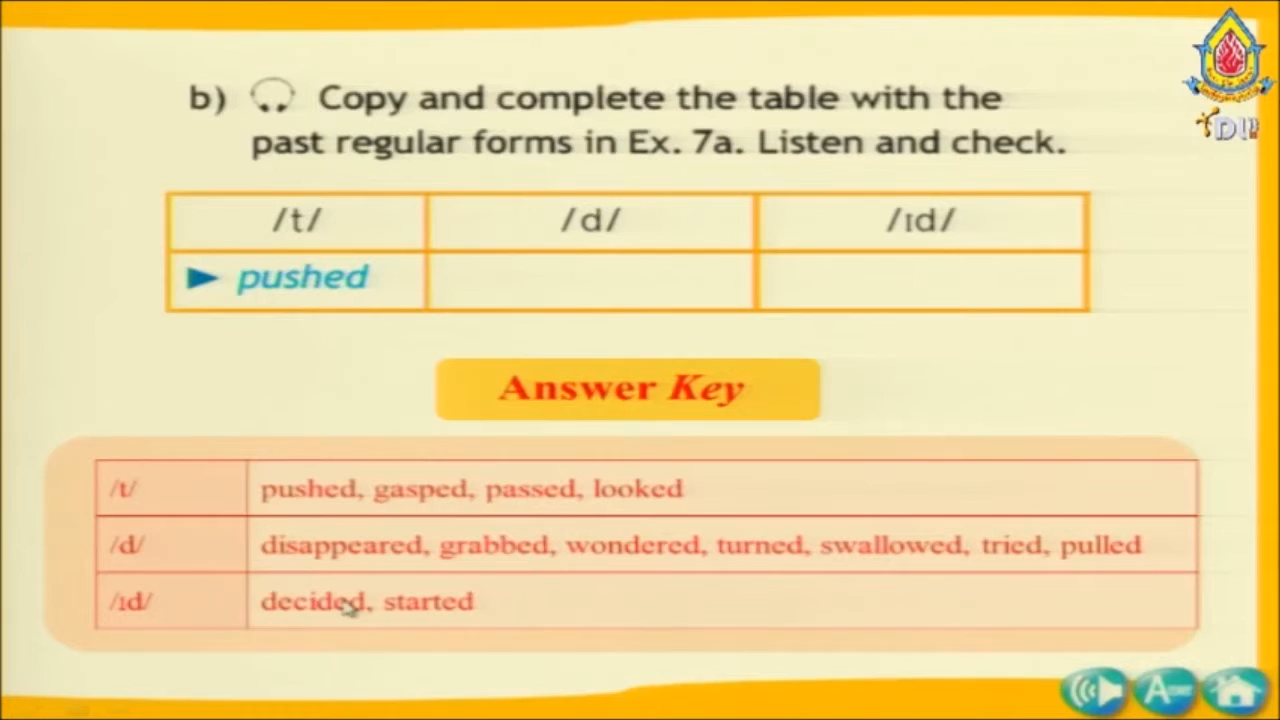 b) Copy and complete the table with the
past regular forms in Ex. 7a. Listen and check.
/t/ /d/ /ɪd/
► pushed
Answer Key
/t/ pushed, gasped, passed, looked
/d/ disappeared, grabbed, wondered, turned, swallowed, tried, pulled
/ɪd/ decided, started